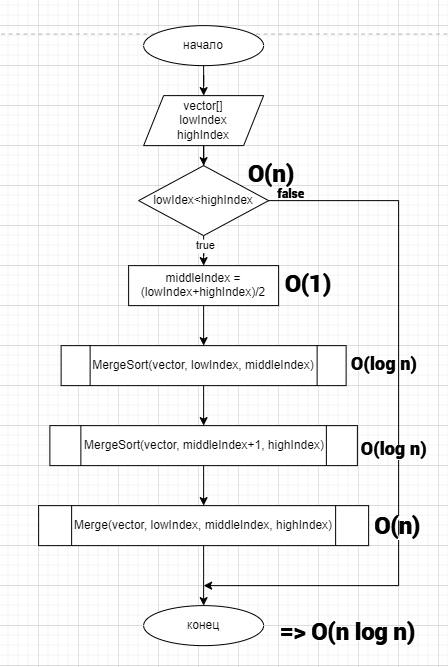 начало
vector[]
lowIndex
highIndex
O(n)
lowIdex<highIndex
false
true
middleIndex =
(lowIndex+highIndex)/2
O(1)
MergeSort(vector, lowIndex, middleIndex)
O(log n)
MergeSort(vector, middleIndex+1, highIndex)
O(log n)
Merge(vector, lowIndex, middleIndex, highIndex)
O(n)
конец
=> O(n log n)